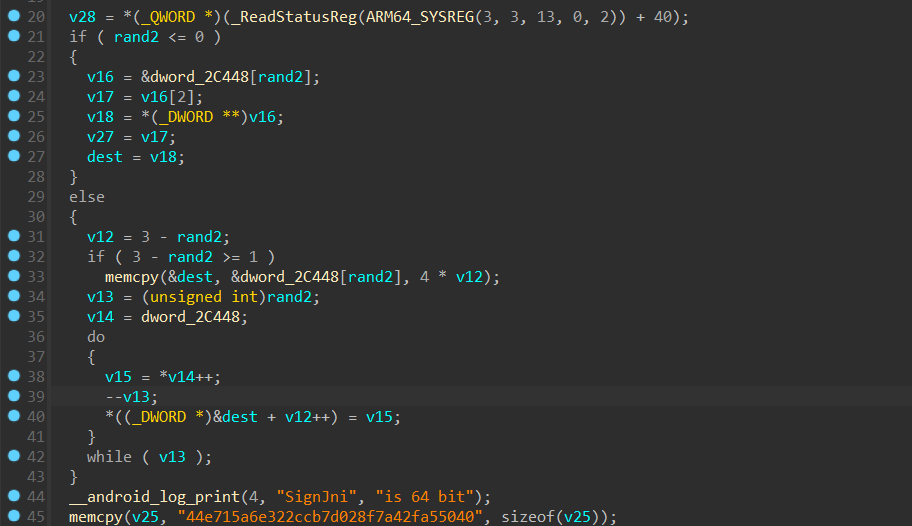 20 v28 = *(_QWORD *)(_ReadStatusReg(ARM64_SYSREG(3, 3, 13, 0, 2)) + 40);
21 if ( rand2 <= 0 )
22 {
23 v16 = &dword_2C448[rand2];
24 v17 = v16[2];
25 v18 = *(_DWORD **)v16;
26 v27 = v17;
27 dest = v18;
28 }
29 else
30 {
31 v12 = 3 - rand2;
32 if ( 3 - rand2 >= 1 )
33 memcpy(&dest, &dword_2C448[rand2], 4 * v12);
34 v13 = (unsigned int)rand2;
35 v14 = dword_2C448;
36 do
37 {
38 v15 = *v14++;
39 --v13;
40 *((_DWORD *)&dest + v12++) = v15;
41 }
42 while ( v13 );
43 }
44 __android_log_print(4, "SignJni", "is 64 bit");
45 memcpy(v25, "44e715a6e322ccb7d028f7a42fa55040", sizeof(v25));